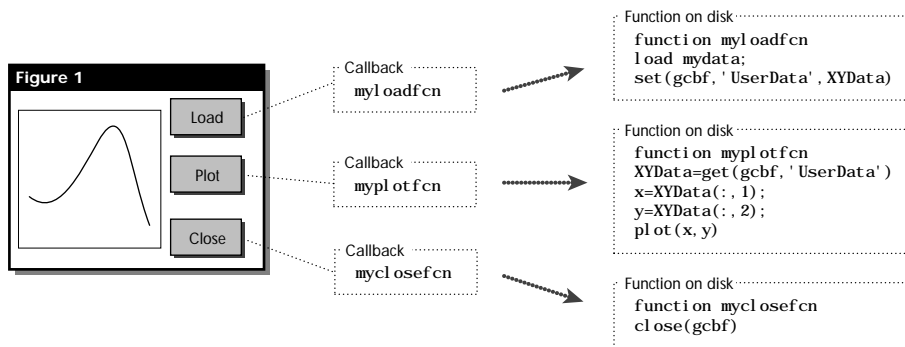 Figure 1
Load
Plot
Close
Callback
myloadfcn
Callback
myplotfcn
Callback
myclosefcn
Function on disk
function myloadfcn
load mydata;
set(gcbf,'UserData',XYData)
Function on disk
function myplotfcn
XYData=get(gcbf,'UserData')
x=XYData(:,1);
y=XYData(:,2);
plot(x,y)
Function on disk
function myclosefcn
close(gcbf)